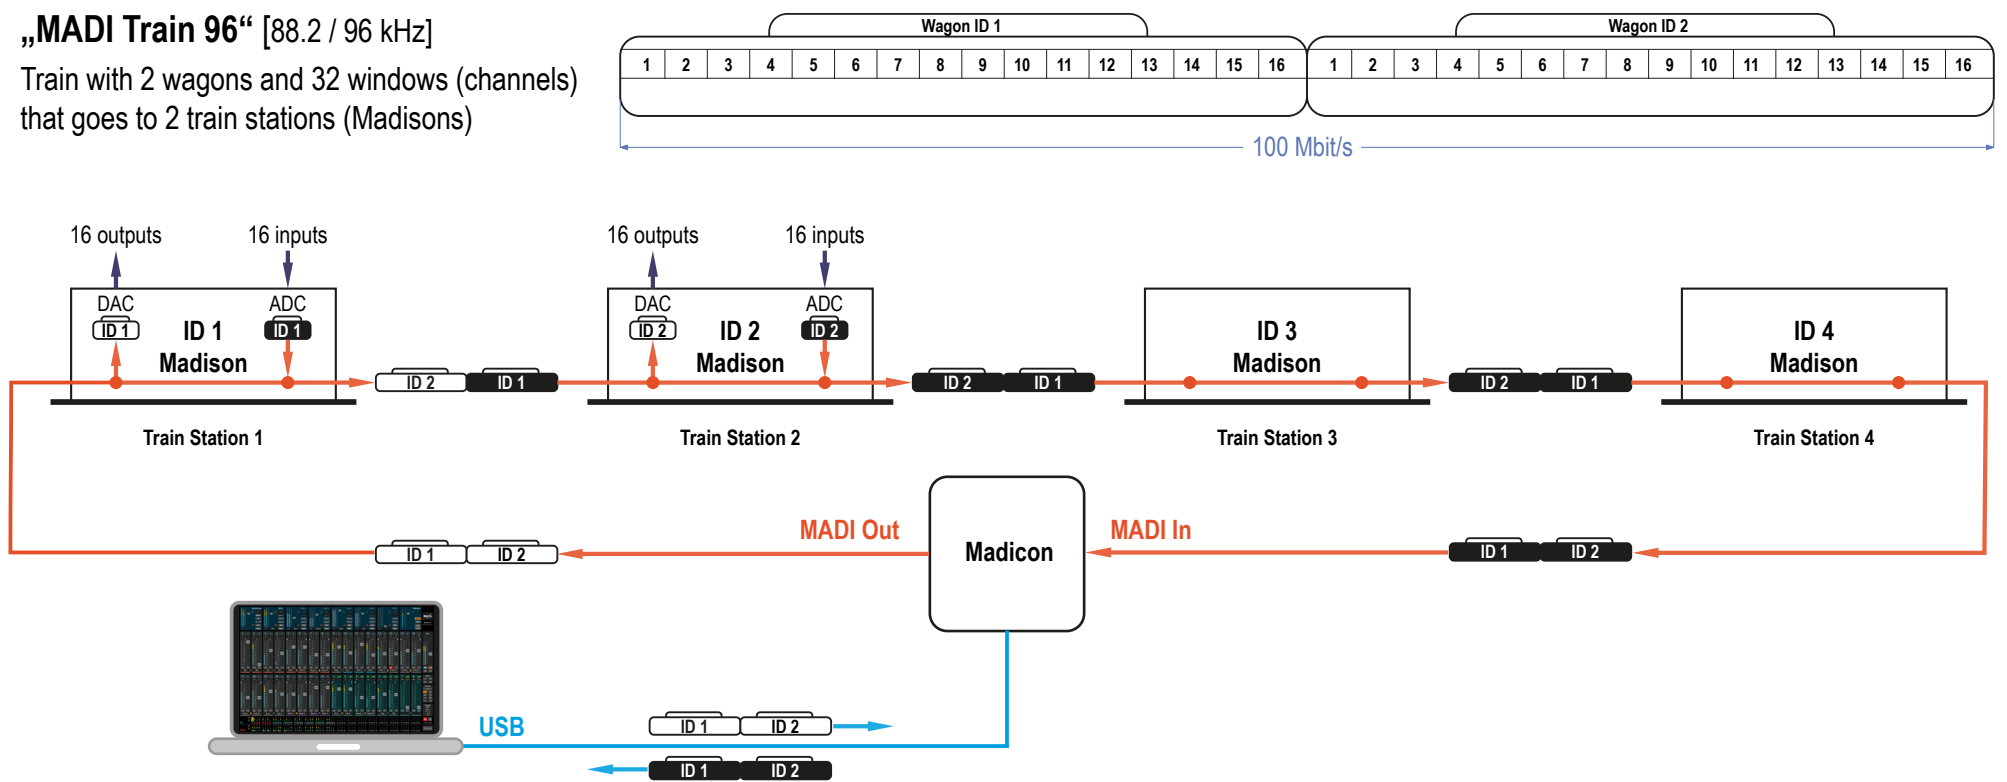 „MADI Train 96“ [88.2 / 96 kHz]
Train with 2 wagons and 32 windows (channels)
that goes to 2 train stations (Madisons)
Wagon ID 1
Wagon ID 2
1 2 3 4 5 6 7 8 9 10 11 12 13 14 15 16
1 2 3 4 5 6 7 8 9 10 11 12 13 14 15 16
100 Mbit/s
16 outputs
16 inputs
DAC
ADC
ID 1
ID 1
ID 1
Madison
Train Station 1
ID 2
ID 1
16 outputs
16 inputs
DAC
ADC
ID 2
ID 2
ID 2
Madison
Train Station 2
ID 2
ID 1
ID 3
Madison
Train Station 3
ID 2
ID 1
ID 4
Madison
Train Station 4
ID 1
ID 2
MADI Out
Madicon
MADI In
ID 1
ID 2
USB
ID 1
ID 2
ID 1
ID 2